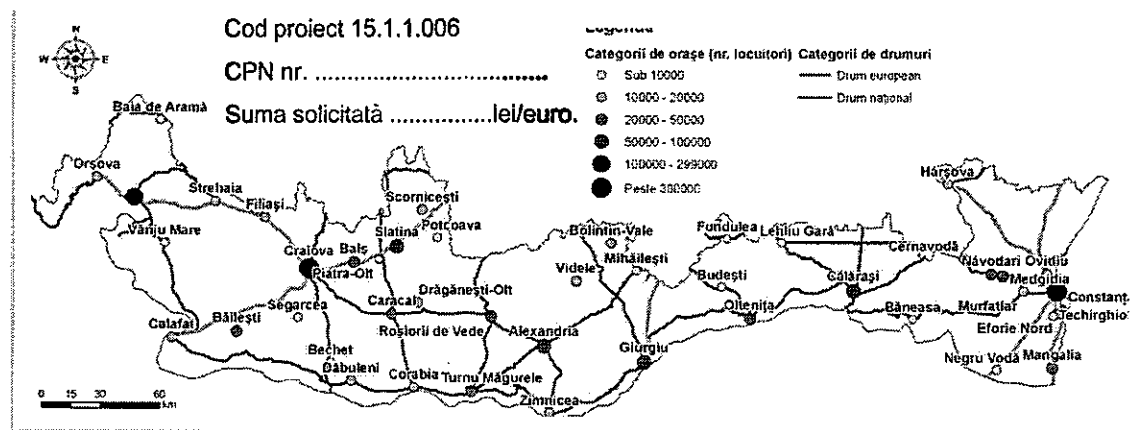 N
W E
S
Cod proiect 15.1.1.006
CPN nr. ......................................
Suma solicitată .................lei/euro.
Legenda
Categorii de orașe (nr. locuitori)
Sub 10000
10000 - 20000
20000 - 50000
50000 - 100000
100000 - 299000
Peste 300000
Categorii de drumuri
Drum european
Drum național
Baia de Aramă
Orșova
Strehaia
Filiași
Vânju Mare
Scornicești
Potcoava
Slatina
Balș
Craiova
Piatra-Olt
Segarcea
Băilești
Calafat
Caracal
Drăgănești-Olt
Roșiorii de Vede
Alexandria
Bechet
Dăbuleni
Corabia
Turnu Măgurele
Zimnicea
Videle
Bolintin-Vale
Mihăilești
Giurgiu
Fundulea
Budești
Oltenița
Lehliu Gară
Călărași
Cernavodă
Hârșova
Năvodari
Ovidiu
Medgidia
Constanț
Murfatlar
Techirghio
Băneasa
Eforie Nord
Negru Vodă
Mangalia
0 15 30 60
km